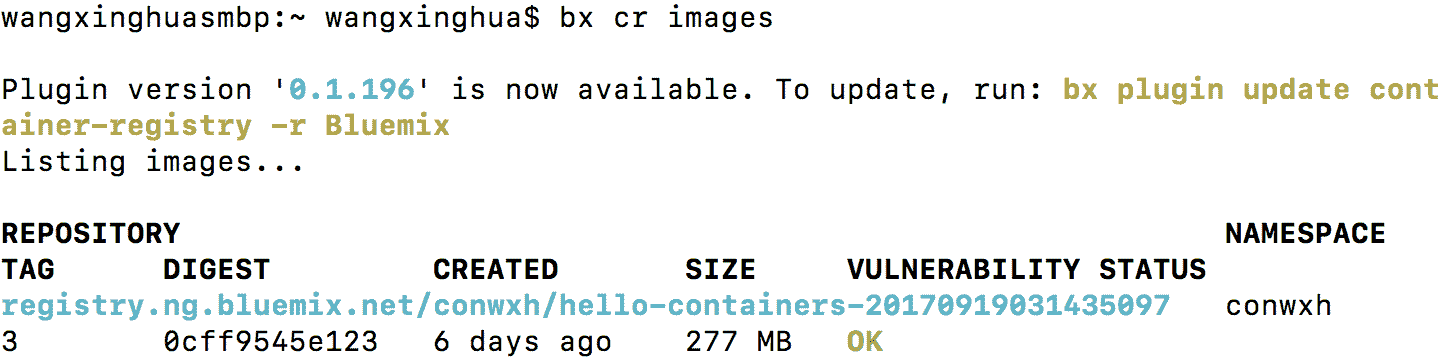 wangxinghuasmbp:~ wangxinghua$ bx cr images
Plugin version '0.1.196' is now available. To update, run: bx plugin update cont
ainer-registry -r Bluemix
Listing images...
REPOSITORY NAMESPACE
TAG DIGEST CREATED SIZE VULNERABILITY STATUS
registry.ng.bluemix.net/conwxh/hello-containers-20170919031435097 conwxh
3 0cff9545e123 6 days ago 277 MB OK